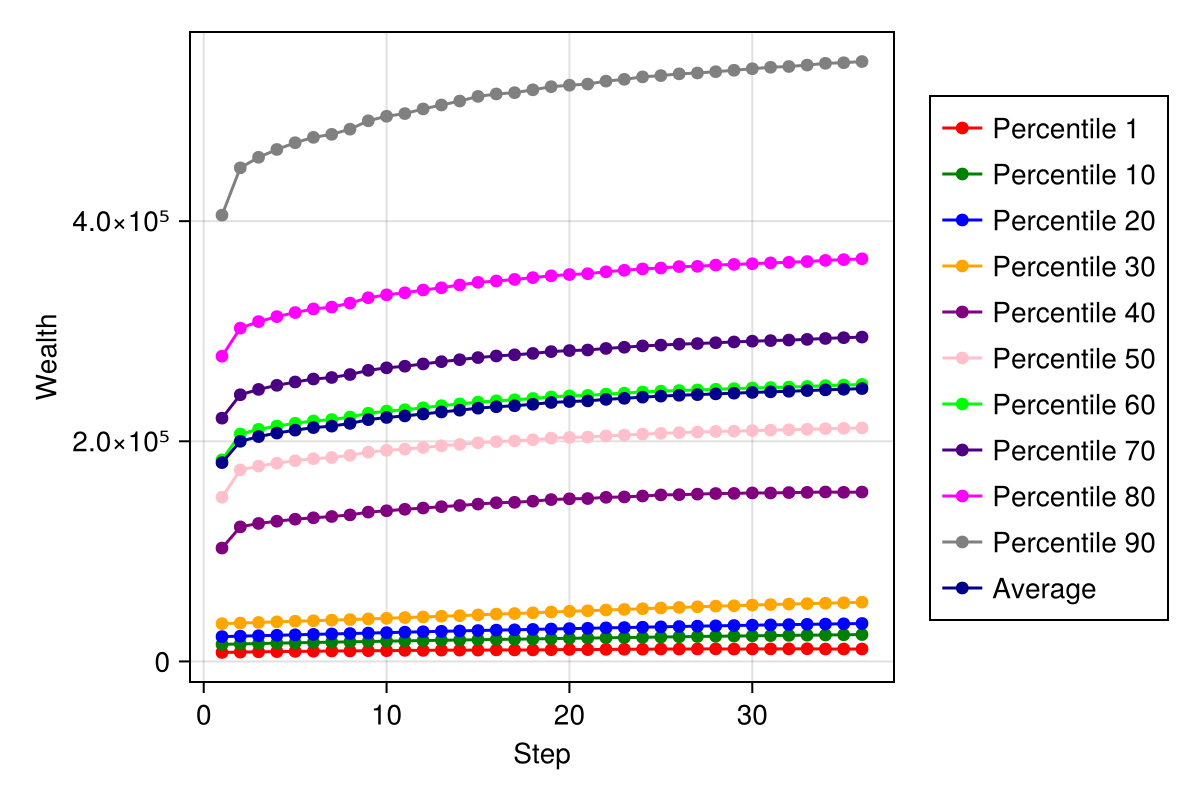 4.0×10⁵
2.0×10⁵
0
Wealth
0 10 20 30
Step
Percentile 1
Percentile 10
Percentile 20
Percentile 30
Percentile 40
Percentile 50
Percentile 60
Percentile 70
Percentile 80
Percentile 90
Average